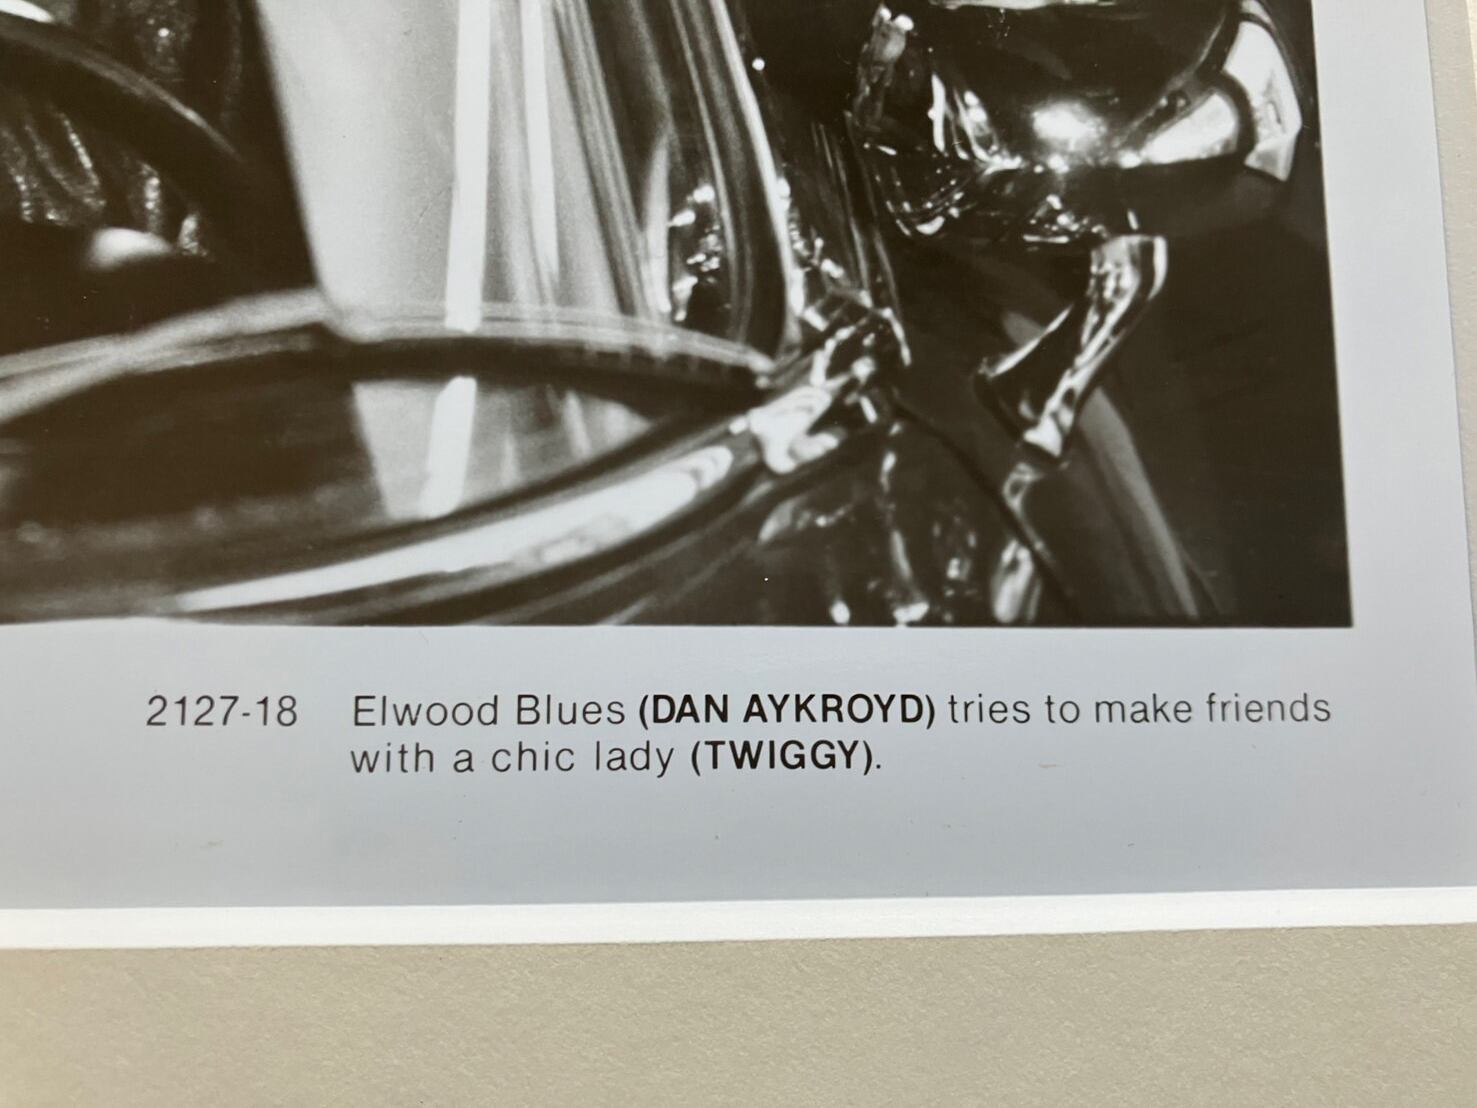 2127-18 Elwood Blues (DAN AYKROYD) tries to make friends
with a chic lady (TWIGGY).